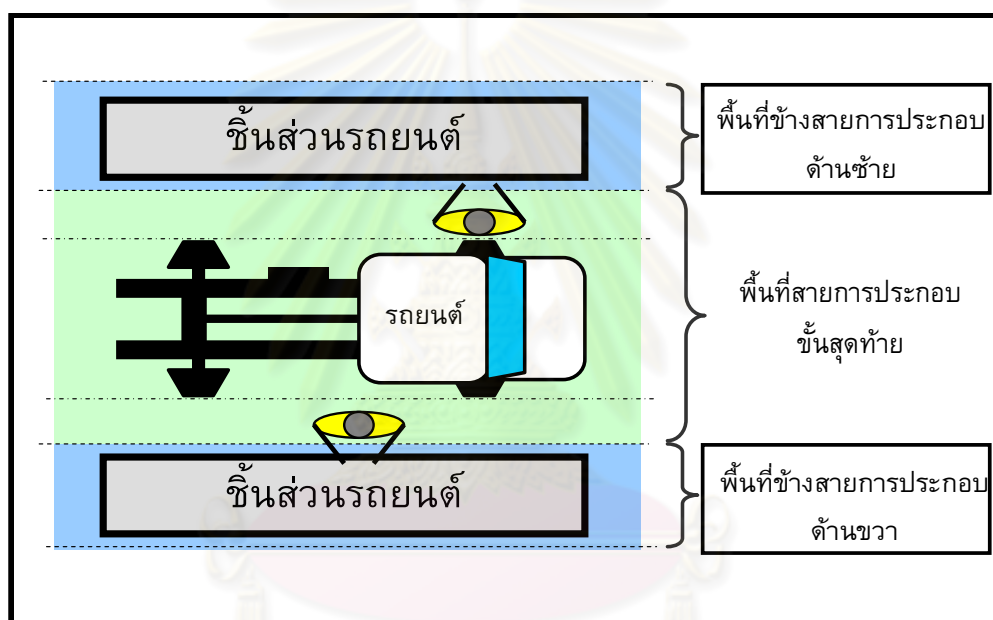 ชิ้นส่วนรถยนต์
พื้นที่ข้างสายการประกอบ
ด้านซ้าย
รถยนต์
พื้นที่สายการประกอบ
ขั้นสุดท้าย
ชิ้นส่วนรถยนต์
พื้นที่ข้างสายการประกอบ
ด้านขวา